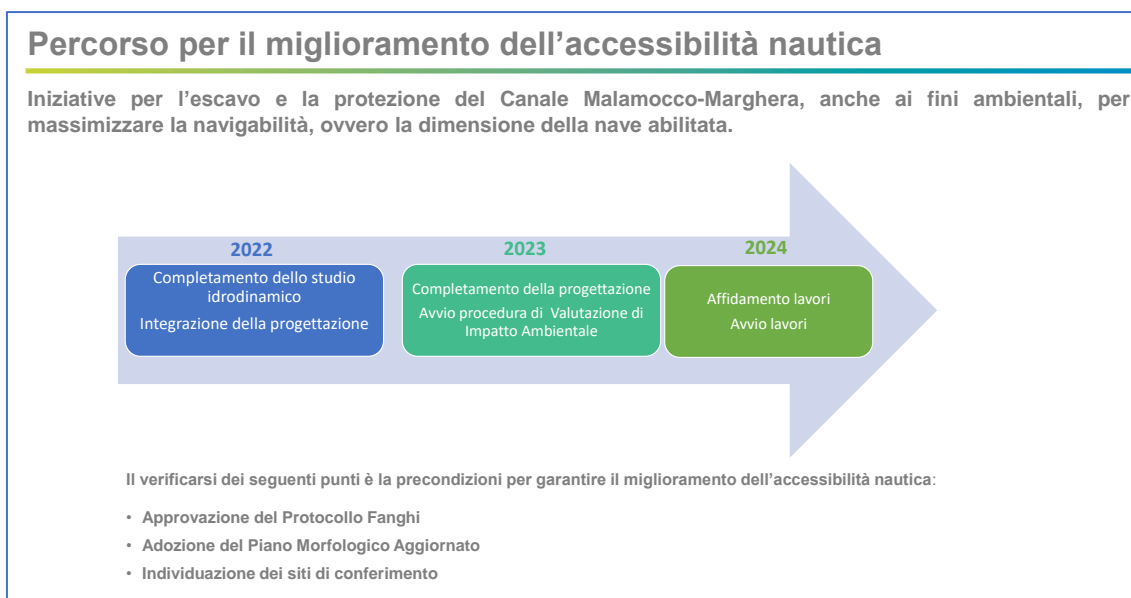 Percorso per il miglioramento dell’accessibilità nautica
Iniziative per l’escavo e la protezione del Canale Malamocco-Marghera, anche ai fini ambientali, per
massimizzare la navigabilità, ovvero la dimensione della nave abilitata.
2022
Completamento dello studio
idrodinamico
Integrazione della progettazione
2023
Completamento della progettazione
Avvio procedura di Valutazione di
Impatto Ambientale
2024
Affidamento lavori
Avvio lavori
Il verificarsi dei seguenti punti è la precondizioni per garantire il miglioramento dell’accessibilità nautica:
• Approvazione del Protocollo Fanghi
• Adozione del Piano Morfologico Aggiornato
• Individuazione dei siti di conferimento